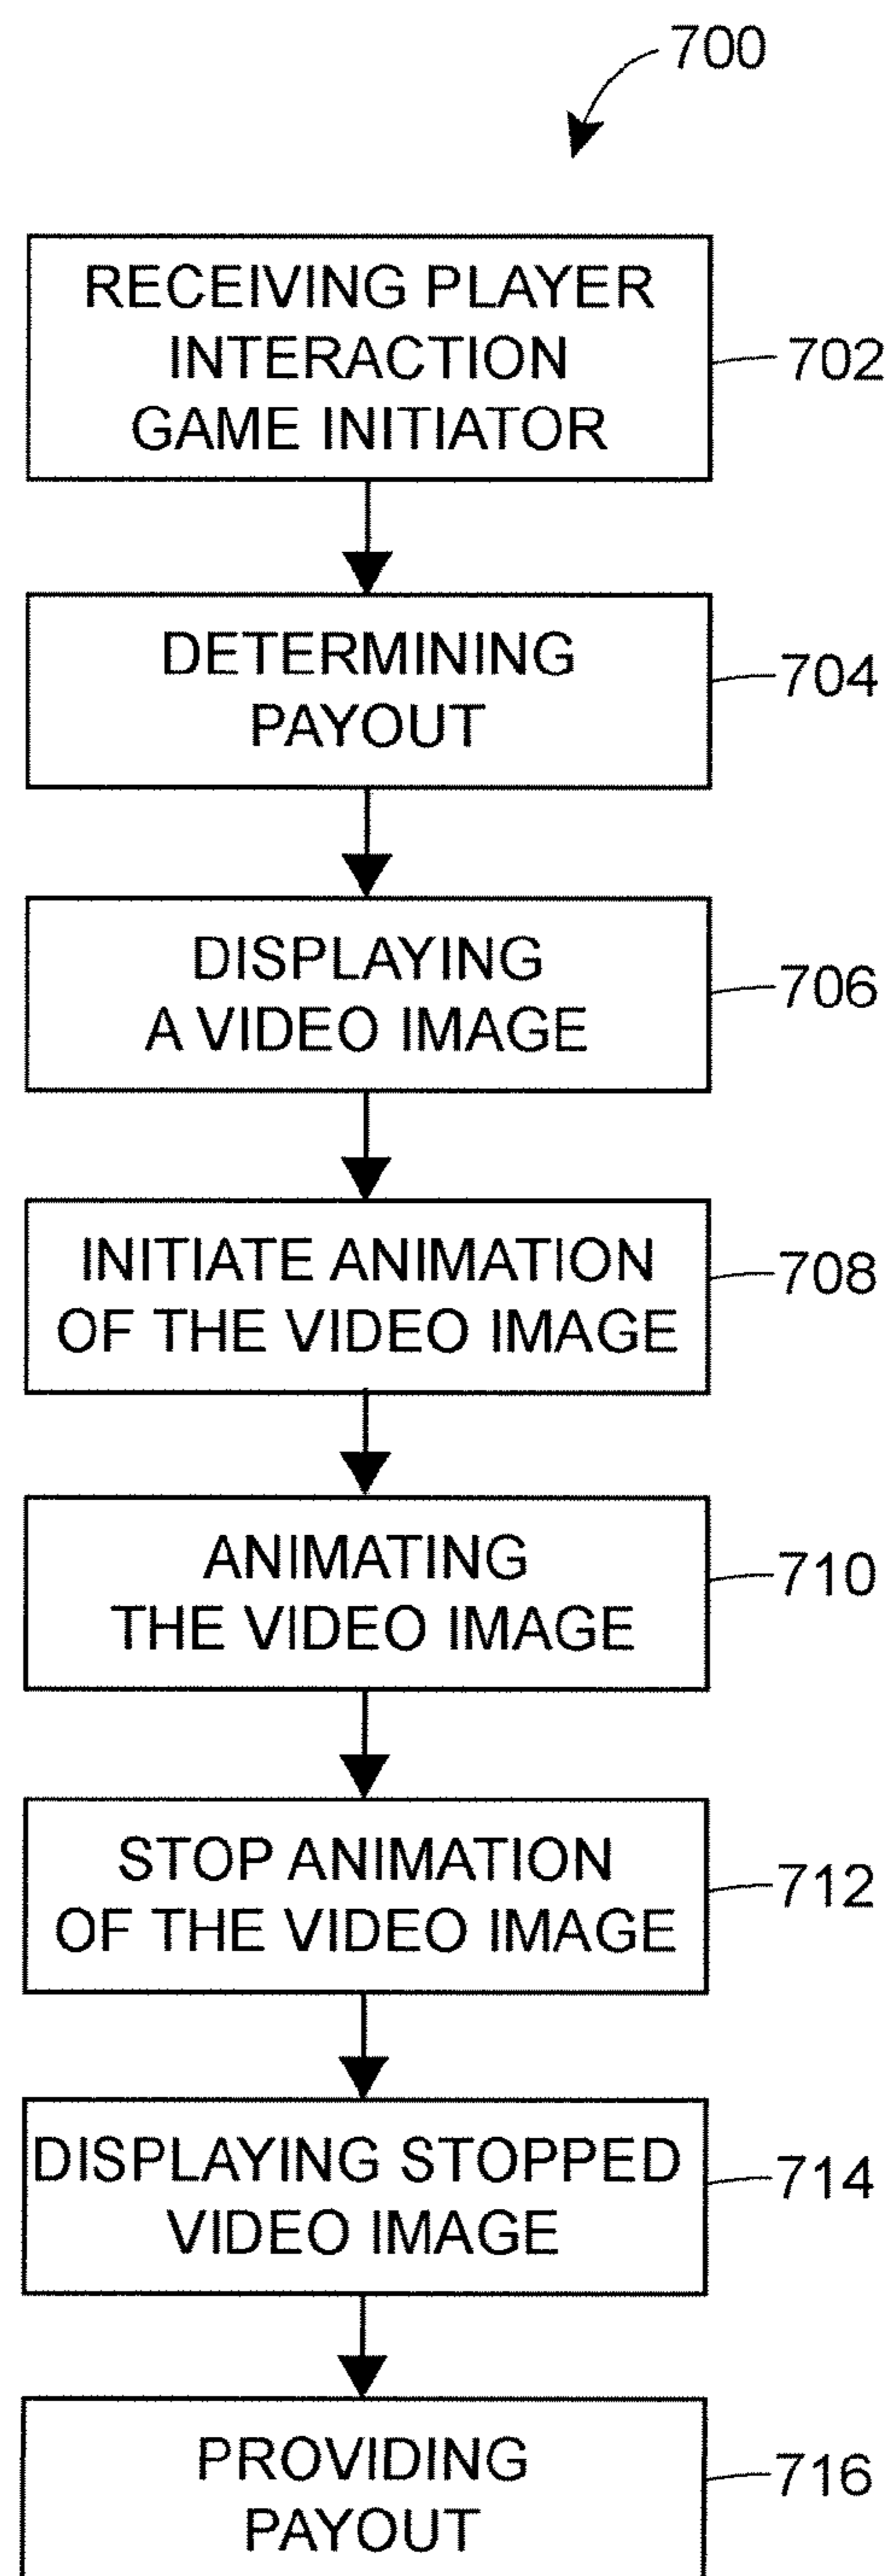 700
RECEIVING PLAYER
INTERACTION
GAME INITIATOR
702
DETERMINING
PAYOUT
704
DISPLAYING
A VIDEO IMAGE
706
INITIATE ANIMATION
OF THE VIDEO IMAGE
708
ANIMATING
THE VIDEO IMAGE
710
STOP ANIMATION
OF THE VIDEO IMAGE
712
DISPLAYING STOPPED
VIDEO IMAGE
714
PROVIDING
PAYOUT
716